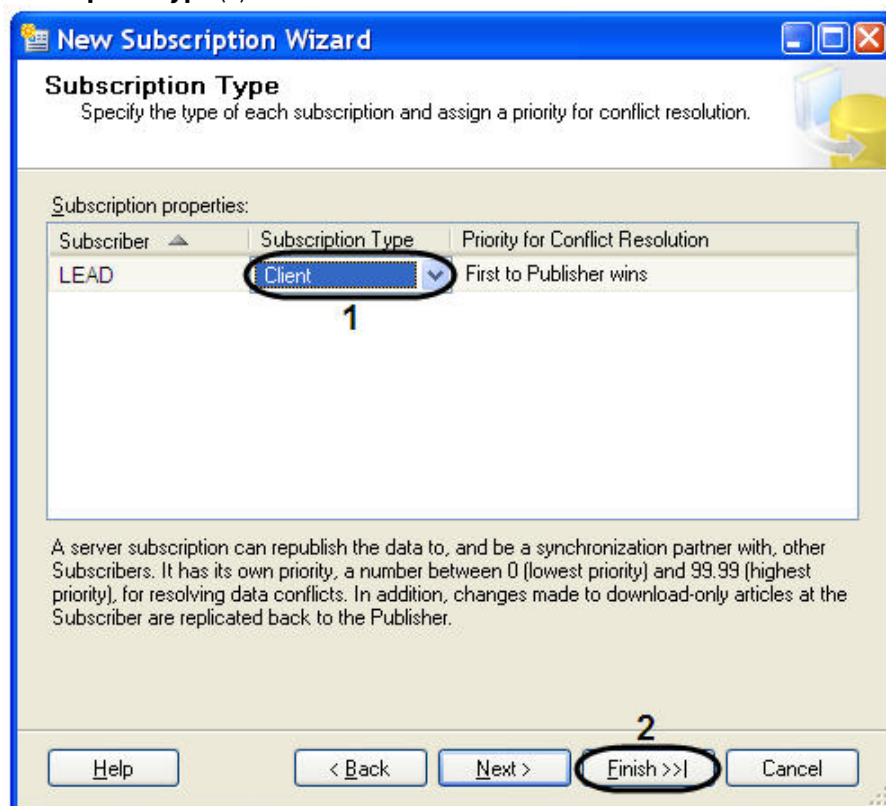 New Subscription Wizard
Subscription Type
Specify the type of each subscription and assign a priority for conflict resolution.
Subscription properties:
Subscriber Subscription Type Priority for Conflict Resolution
LEAD Client First to Publisher wins
1
A server subscription can republish the data to, and be a synchronization partner with, other
Subscribers. It has its own priority, a number between 0 (lowest priority) and 99.99 (highest
priority), for resolving data conflicts. In addition, changes made to download-only articles at the
Subscriber are replicated back to the Publisher.
2
Help < Back Next > Finish >>| Cancel